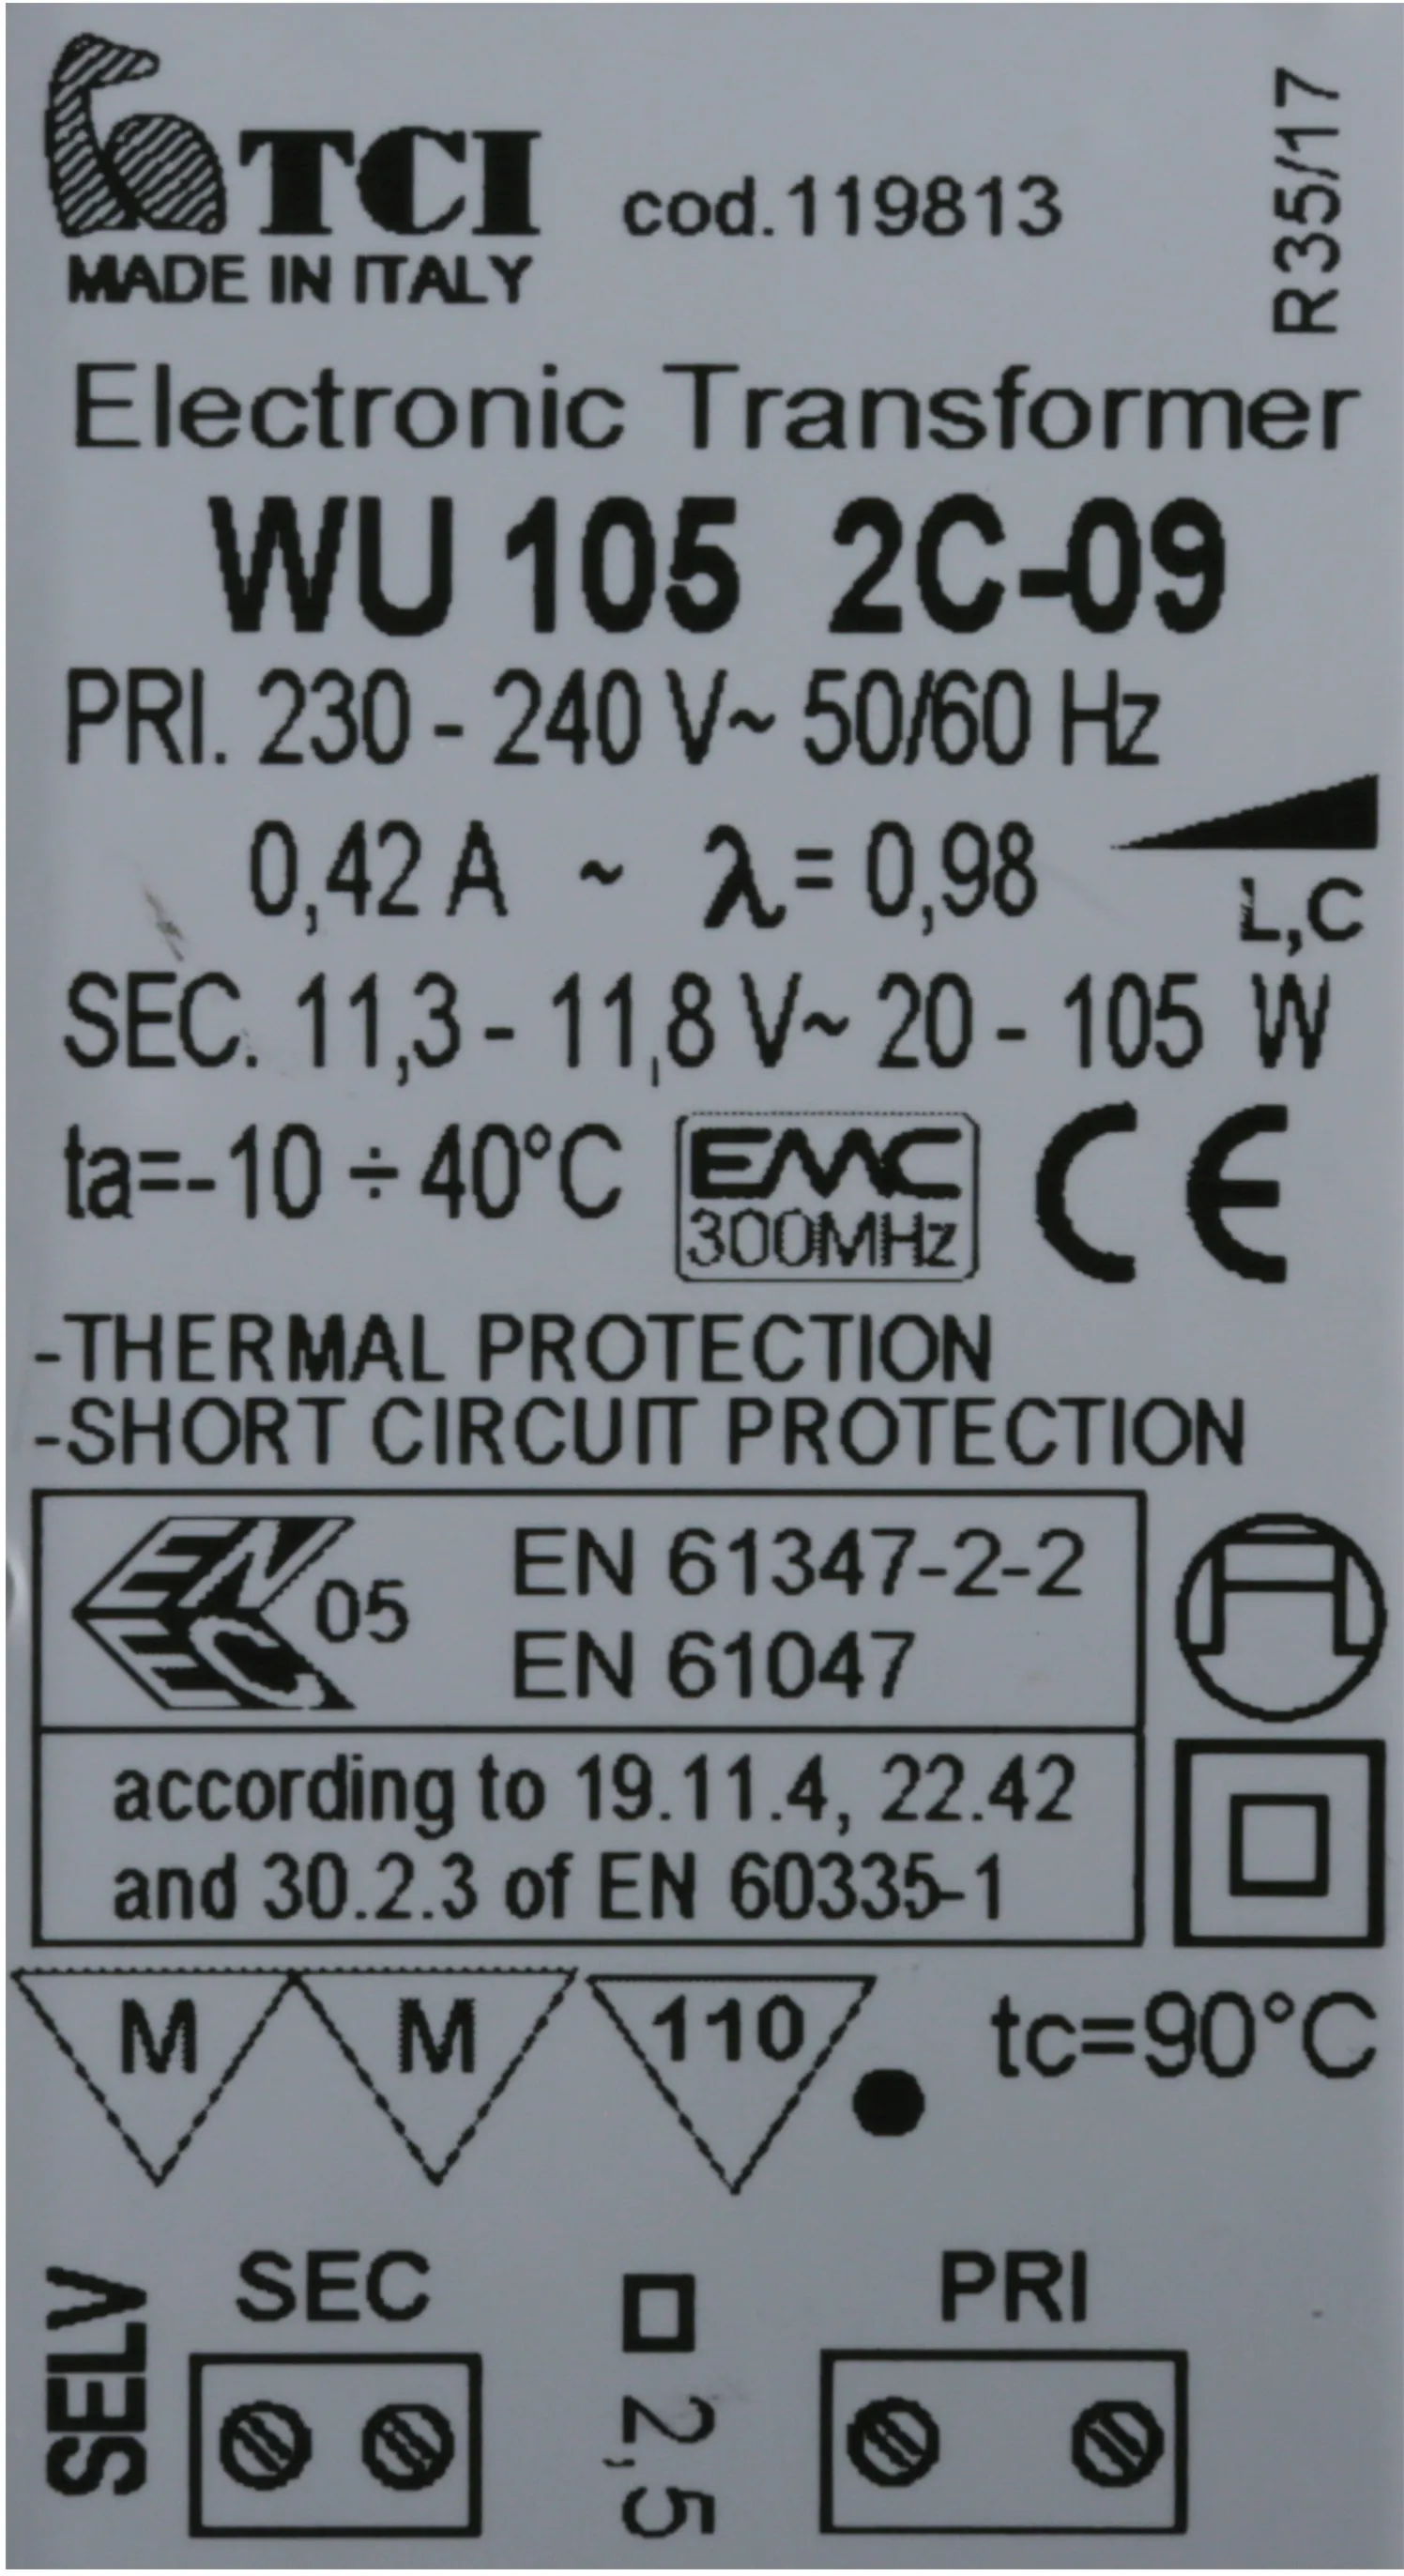 TCI
cod.119813
R35/17
MADE IN ITALY
Electronic Transformer
WU 105 2C-09
PRI. 230 - 240 V~ 50/60 Hz
0,42 A ~ λ = 0,98
L,C
SEC. 11,3 - 11,8 V~ 20 - 105 W
ta=-10 ÷ 40°C
EMC
300MHz
CE
-THERMAL PROTECTION
-SHORT CIRCUIT PROTECTION
ENEC 05
EN 61347-2-2
EN 61047
according to 19.11.4, 22.42
and 30.2.3 of EN 60335-1
M M 110
tc=90°C
SELV
SEC
2,5
PRI